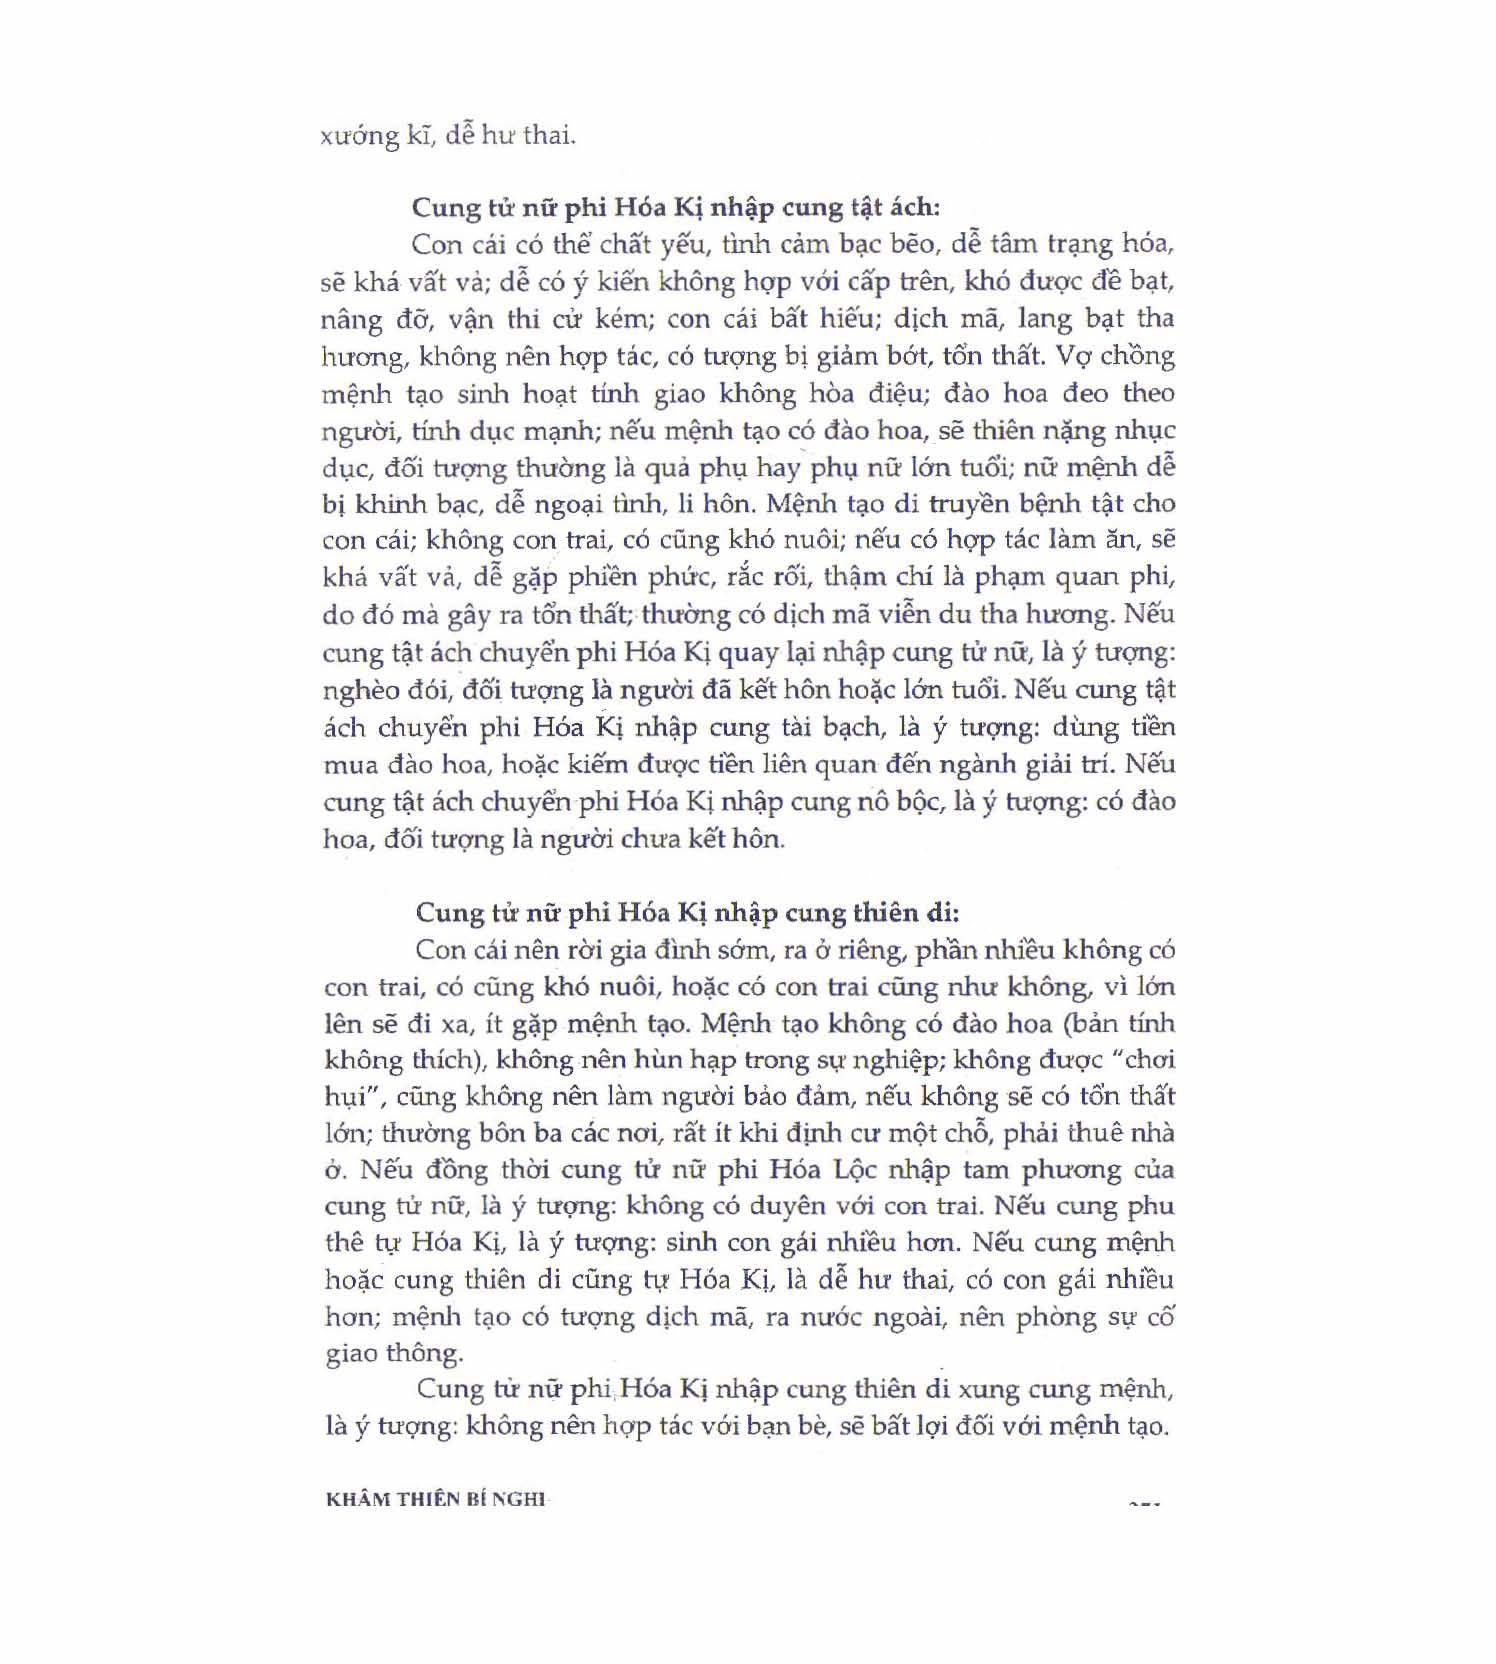 xướng kĩ, dễ hư thai.
Cung tử nữ phi Hóa Kị nhập cung tật ách:
Con cái có thể chất yếu, tình cảm bạc bẽo, dễ tâm trạng hóa,
sẽ khá vất vả; dễ có ý kiến không hợp với cấp trên, khó được đề bạt,
nâng đỡ, vận thi cử kém; con cái bất hiếu; dịch mã, lang bạt tha
hương, không nên hợp tác, có tượng bị giảm bớt, tổn thất. Vợ chồng
mệnh tạo sinh hoạt tính giao không hòa điệu; đào hoa đeo theo
người, tính dục mạnh; nếu mệnh tạo có đào hoa, sẽ thiên nặng nhục
dục, đối tượng thường là quả phụ hay phụ nữ lớn tuổi; nữ mệnh dễ
bị khinh bạc, dễ ngoại tình, li hôn. Mệnh tạo di truyền bệnh tật cho
con cái; không con trai, có cũng khó nuôi; nếu có hợp tác làm ăn, sẽ
khá vất vả, dễ gặp phiền phức, rắc rối, thậm chí là phạm quan phi,
do đó mà gây ra tổn thất; thường có dịch mã viễn du tha hương. Nếu
cung tật ách chuyển phi Hóa Kị quay lại nhập cung tử nữ, là ý tượng:
nghèo đói, đối tượng là người đã kết hôn hoặc lớn tuổi. Nếu cung tật
ách chuyển phi Hóa Kị nhập cung tài bạch, là ý tượng: dùng tiền
mua đào hoa, hoặc kiếm được tiền liên quan đến ngành giải trí. Nếu
cung tật ách chuyển phi Hóa Kị nhập cung nô bộc, là ý tượng: có đào
hoa, đối tượng là người chưa kết hôn.
Cung tử nữ phi Hóa Kị nhập cung thiên di:
Con cái nên rời gia đình sớm, ra ở riêng, phần nhiều không có
con trai, có cũng khó nuôi, hoặc có con trai cũng như không, vì lớn
lên sẽ đi xa, ít gặp mệnh tạo. Mệnh tạo không có đào hoa (bản tính
không thích), không nên hùn hạp trong sự nghiệp; không được "chơi
hụi", cũng không nên làm người bảo đảm, nếu không sẽ có tổn thất
lớn; thường bôn ba các nơi, rất ít khi định cư một chỗ, phải thuê nhà
ở. Nếu đồng thời cung tử nữ phi Hóa Lộc nhập tam phương của
cung tử nữ, là ý tượng: không có duyên với con trai. Nếu cung phu
thê tự Hóa Kị, là ý tượng: sinh con gái nhiều hơn. Nếu cung mệnh
hoặc cung thiên di cũng tự Hóa Kị, là dễ hư thai, có con gái nhiều
hơn; mệnh tạo có tượng dịch mã, ra nước ngoài, nên phòng sự cố
giao thông.
Cung tử nữ phi Hóa Kị nhập cung thiên di xung cung mệnh,
là ý tượng: không nên hợp tác với bạn bè, sẽ bất lợi đối với mệnh tạo.
KHÂM THIÊN BÍ NGHI